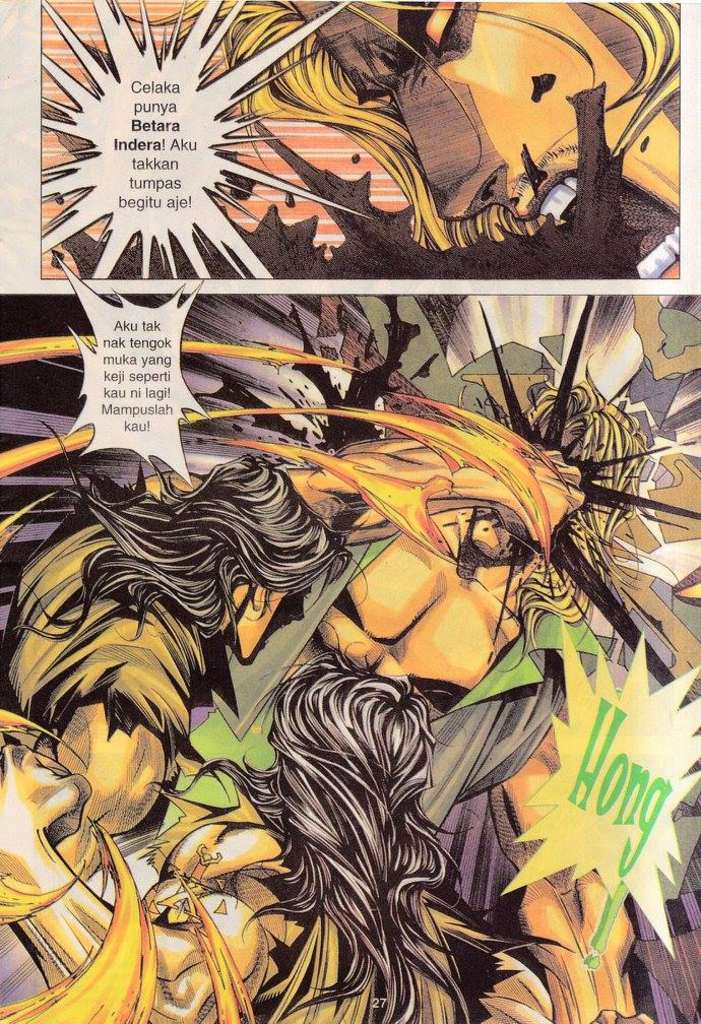 Celaka
punya
Betara
Indera! Aku
takkan
tumpas
begitu aje!
Aku tak
nak tengok
muka yang
keji seperti
kau ni lagi!
Mampuslah
kau!
Hong!
27